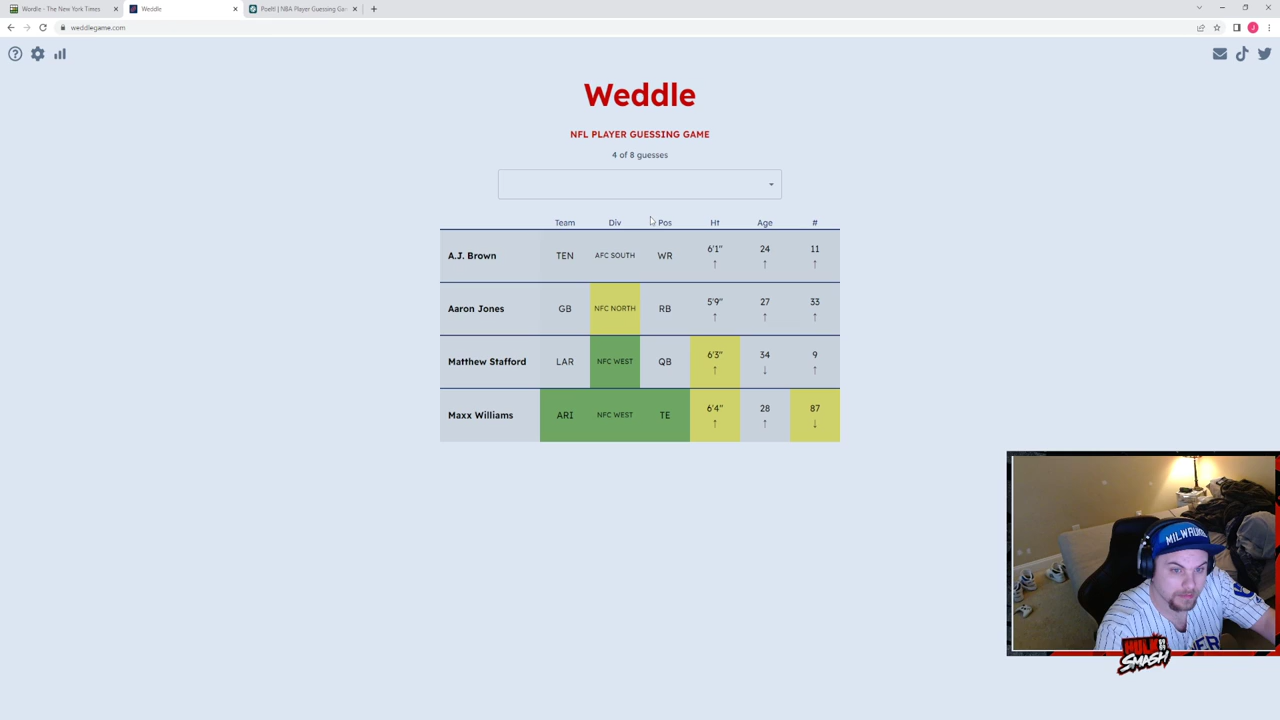 Wordle - The New York Times
Weddle
Poeltl | NBA Player Guessing Ga
weddlegame.com
J
Weddle
NFL PLAYER GUESSING GAME
4 of 8 guesses
Team Div Pos Ht Age #
A.J. Brown TEN AFC SOUTH WR 6'1" ↑ 24 ↑ 11 ↑
Aaron Jones GB NFC NORTH RB 5'9" ↑ 27 ↑ 33 ↑
Matthew Stafford LAR NFC WEST QB 6'3" ↑ 34 ↓ 9 ↑
Maxx Williams ARI NFC WEST TE 6'4" ↑ 28 ↑ 87 ↓
MILWAUK
HULK
SMASH